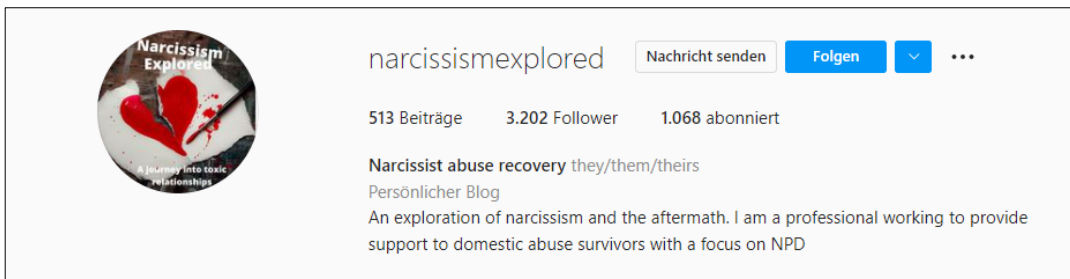 Narcissism
Explored
A journey into toxic
relationships
narcissismexplored
Nachricht senden
Folgen
513 Beiträge
3.202 Follower
1.068 abonniert
Narcissist abuse recovery they/them/theirs
Persönlicher Blog
An exploration of narcissism and the aftermath. I am a professional working to provide
support to domestic abuse survivors with a focus on NPD